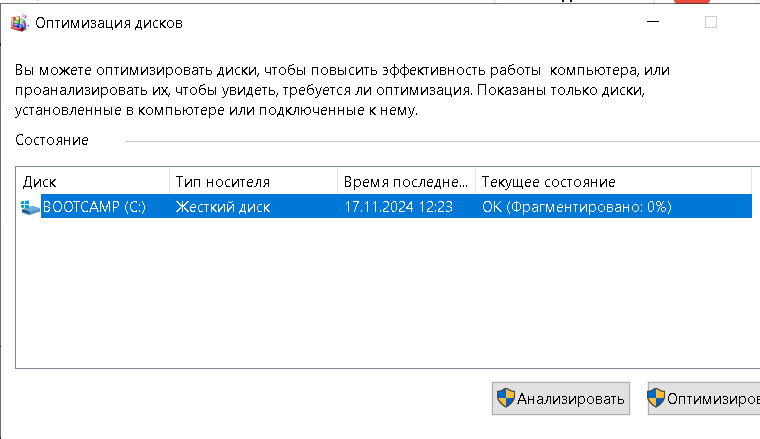 Оптимизация дисков
Вы можете оптимизировать диски, чтобы повысить эффективность работы компьютера, или
проанализировать их, чтобы увидеть, требуется ли оптимизация. Показаны только диски,
установленные в компьютере или подключенные к нему.
Состояние
Диск Тип носителя Время последне... Текущее состояние
BOOTCAMP (C:) Жесткий диск 17.11.2024 12:23 ОК (Фрагментировано: 0%)
Анализировать Оптимизиров